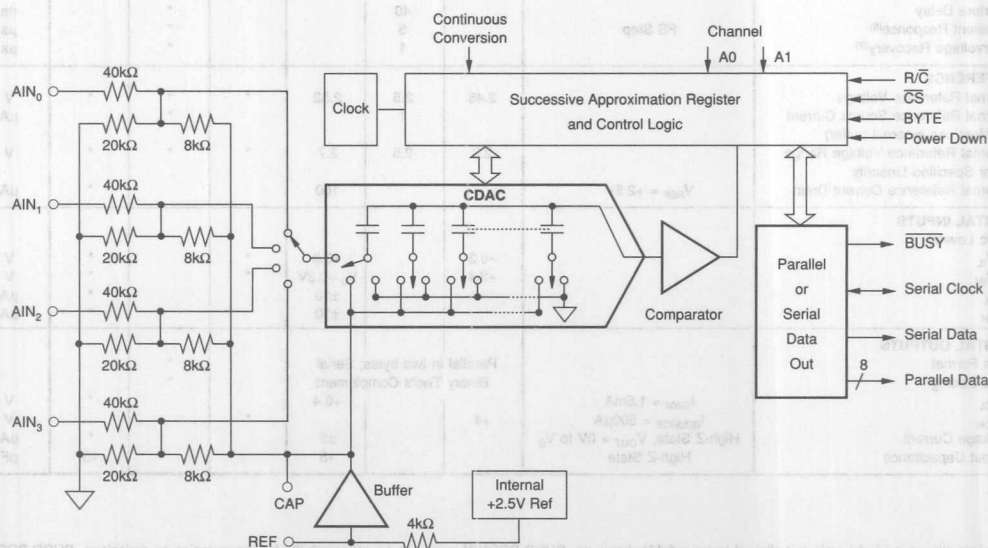 Continuous
Conversion
Channel
A0
A1
R/C̅
C̅S̅
BYTE
Power Down
Clock
Successive Approximation Register
and Control Logic
40kΩ
AIN0
20kΩ
8kΩ
40kΩ
AIN1
20kΩ
8kΩ
40kΩ
AIN2
20kΩ
8kΩ
40kΩ
AIN3
20kΩ
8kΩ
CDAC
Comparator
Parallel
or
Serial
Data
Out
B̅U̅S̅Y̅
Serial Clock
Serial Data
8
Parallel Data
CAP
Buffer
Internal
+2.5V Ref
4kΩ
REF